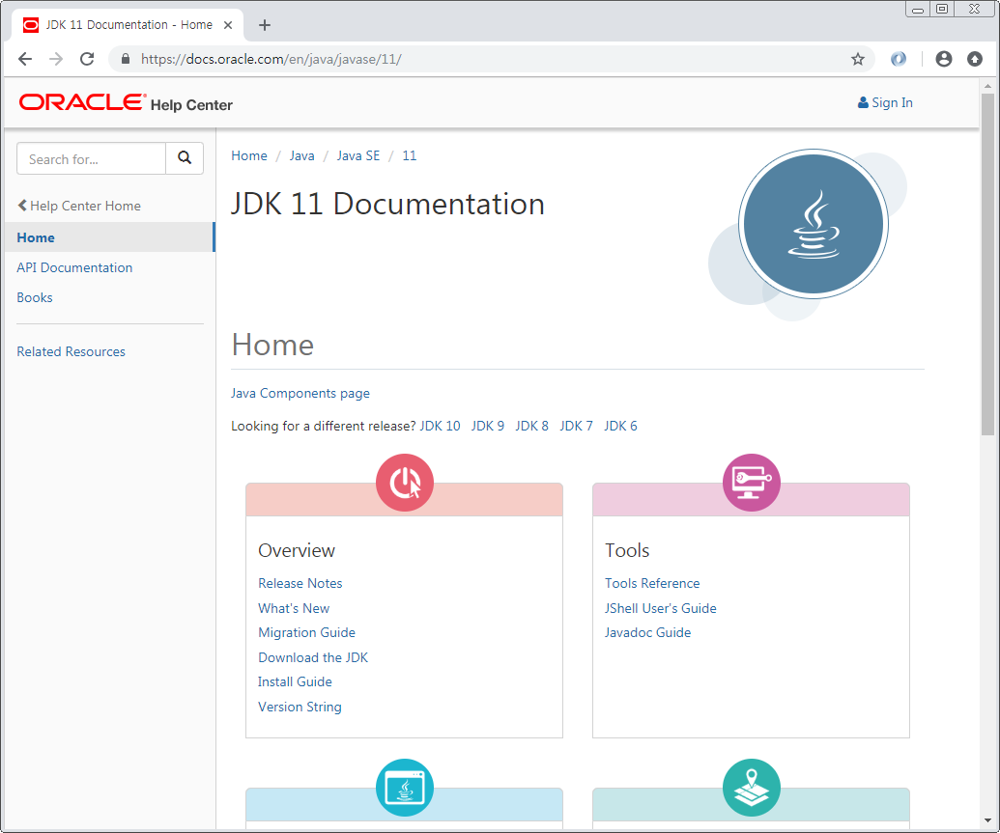 JDK 11 Documentation - Home
https://docs.oracle.com/en/java/javase/11/
ORACLE® Help Center
Sign In
Search for...
Help Center Home
Home
API Documentation
Books
Related Resources
Home / Java / Java SE / 11
JDK 11 Documentation
Home
Java Components page
Looking for a different release? JDK 10 JDK 9 JDK 8 JDK 7 JDK 6
Overview
Release Notes
What's New
Migration Guide
Download the JDK
Install Guide
Version String
Tools
Tools Reference
JShell User's Guide
Javadoc Guide